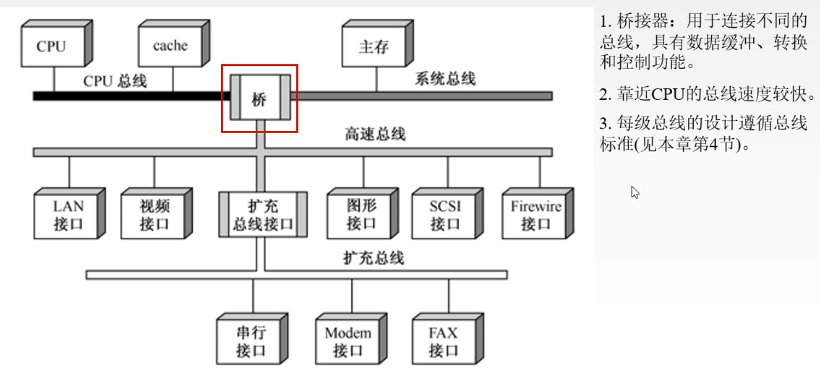 CPU
cache
主存
CPU 总线
桥
系统总线
高速总线
LAN
接口
视频
接口
扩充
总线接口
图形
接口
SCSI
接口
Firewire
接口
扩充总线
串行
接口
Modem
接口
FAX
接口
1. 桥接器：用于连接不同的
总线，具有数据缓冲、转换
和控制功能。
2. 靠近CPU的总线速度较快。
3. 每级总线的设计遵循总线
标准(见本章第4节)。